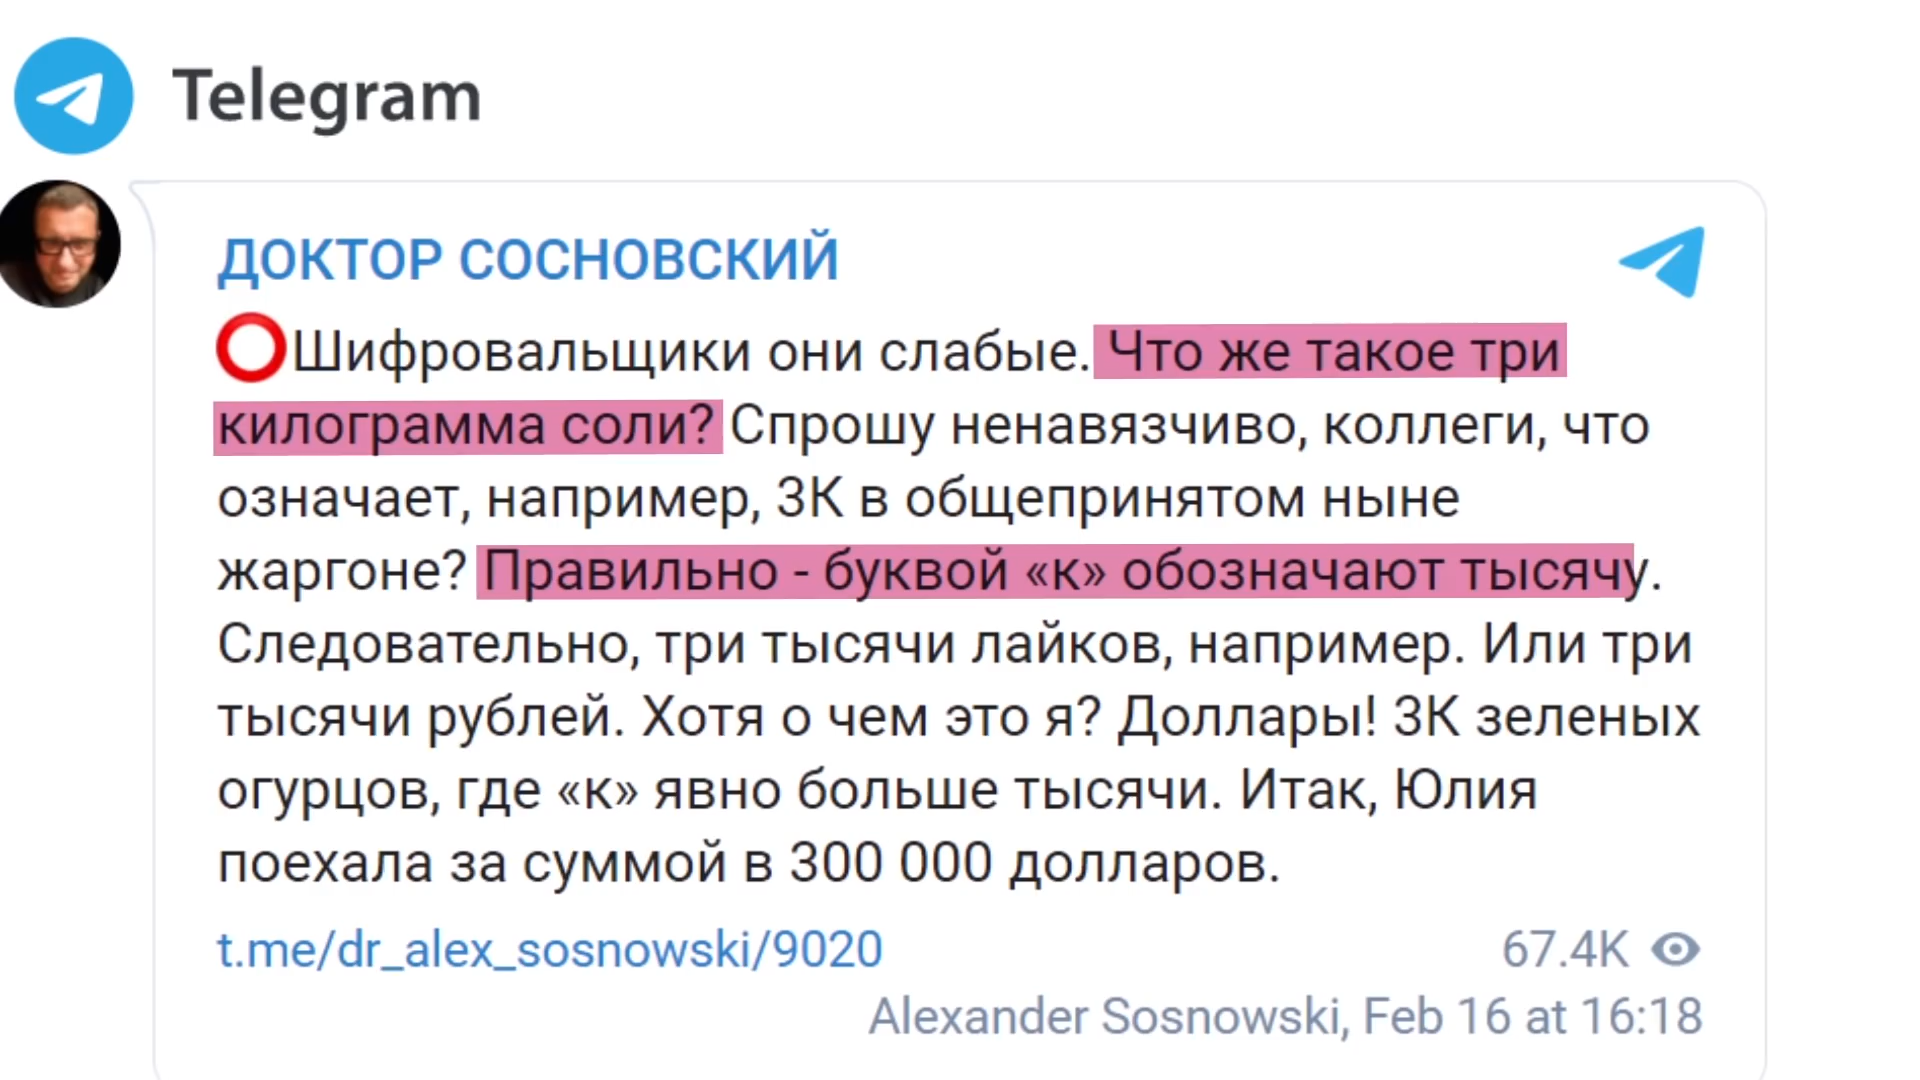 Telegram
ДОКТОР СОСНОВСКИЙ
Шифровальщики они слабые. Что же такое три
килограмма соли? Спрошу ненавязчиво, коллеги, что
означает, например, 3К в общепринятом ныне
жаргоне? Правильно - буквой «к» обозначают тысячу.
Следовательно, три тысячи лайков, например. Или три
тысячи рублей. Хотя о чем это я? Доллары! 3К зеленых
огурцов, где «к» явно больше тысячи. Итак, Юлия
поехала за суммой в 300 000 долларов.
t.me/dr_alex_sosnowski/9020
67.4K
Alexander Sosnowski, Feb 16 at 16:18